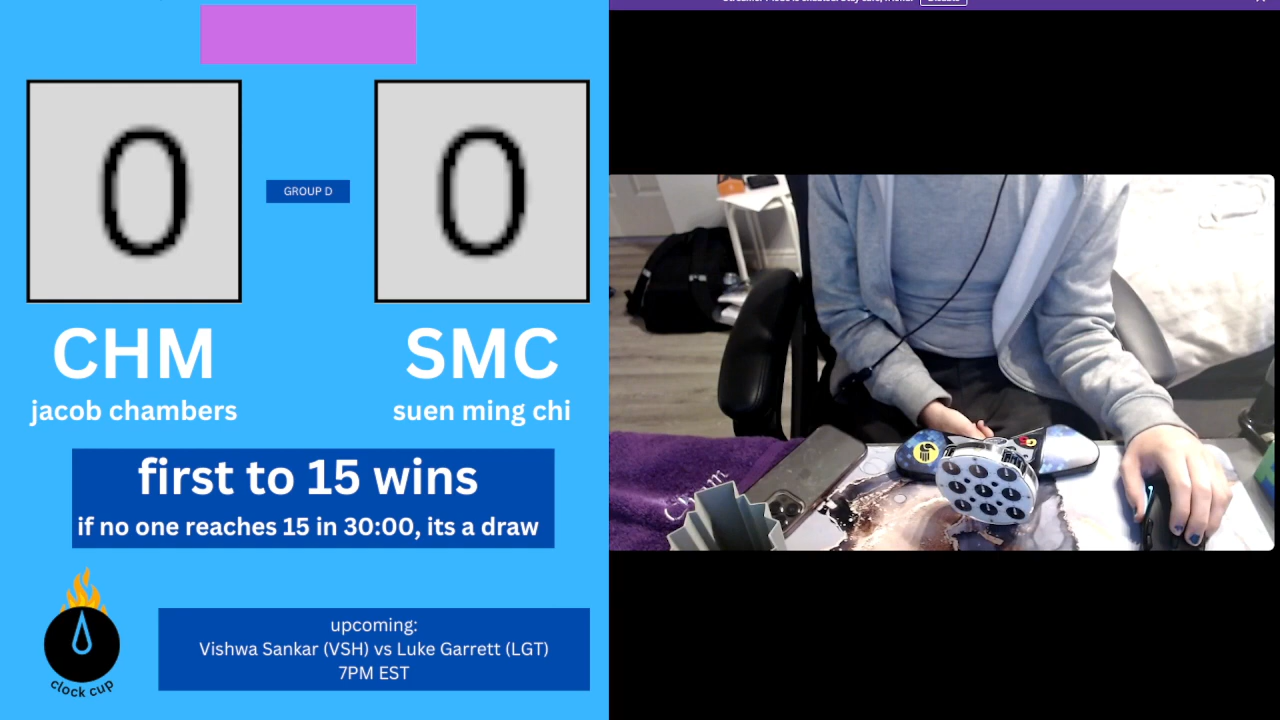 0
0
GROUP D
CHM
SMC
jacob chambers
suen ming chi
first to 15 wins
if no one reaches 15 in 30:00, its a draw
upcoming:
Vishwa Sankar (VSH) vs Luke Garrett (LGT)
7PM EST
clock cup